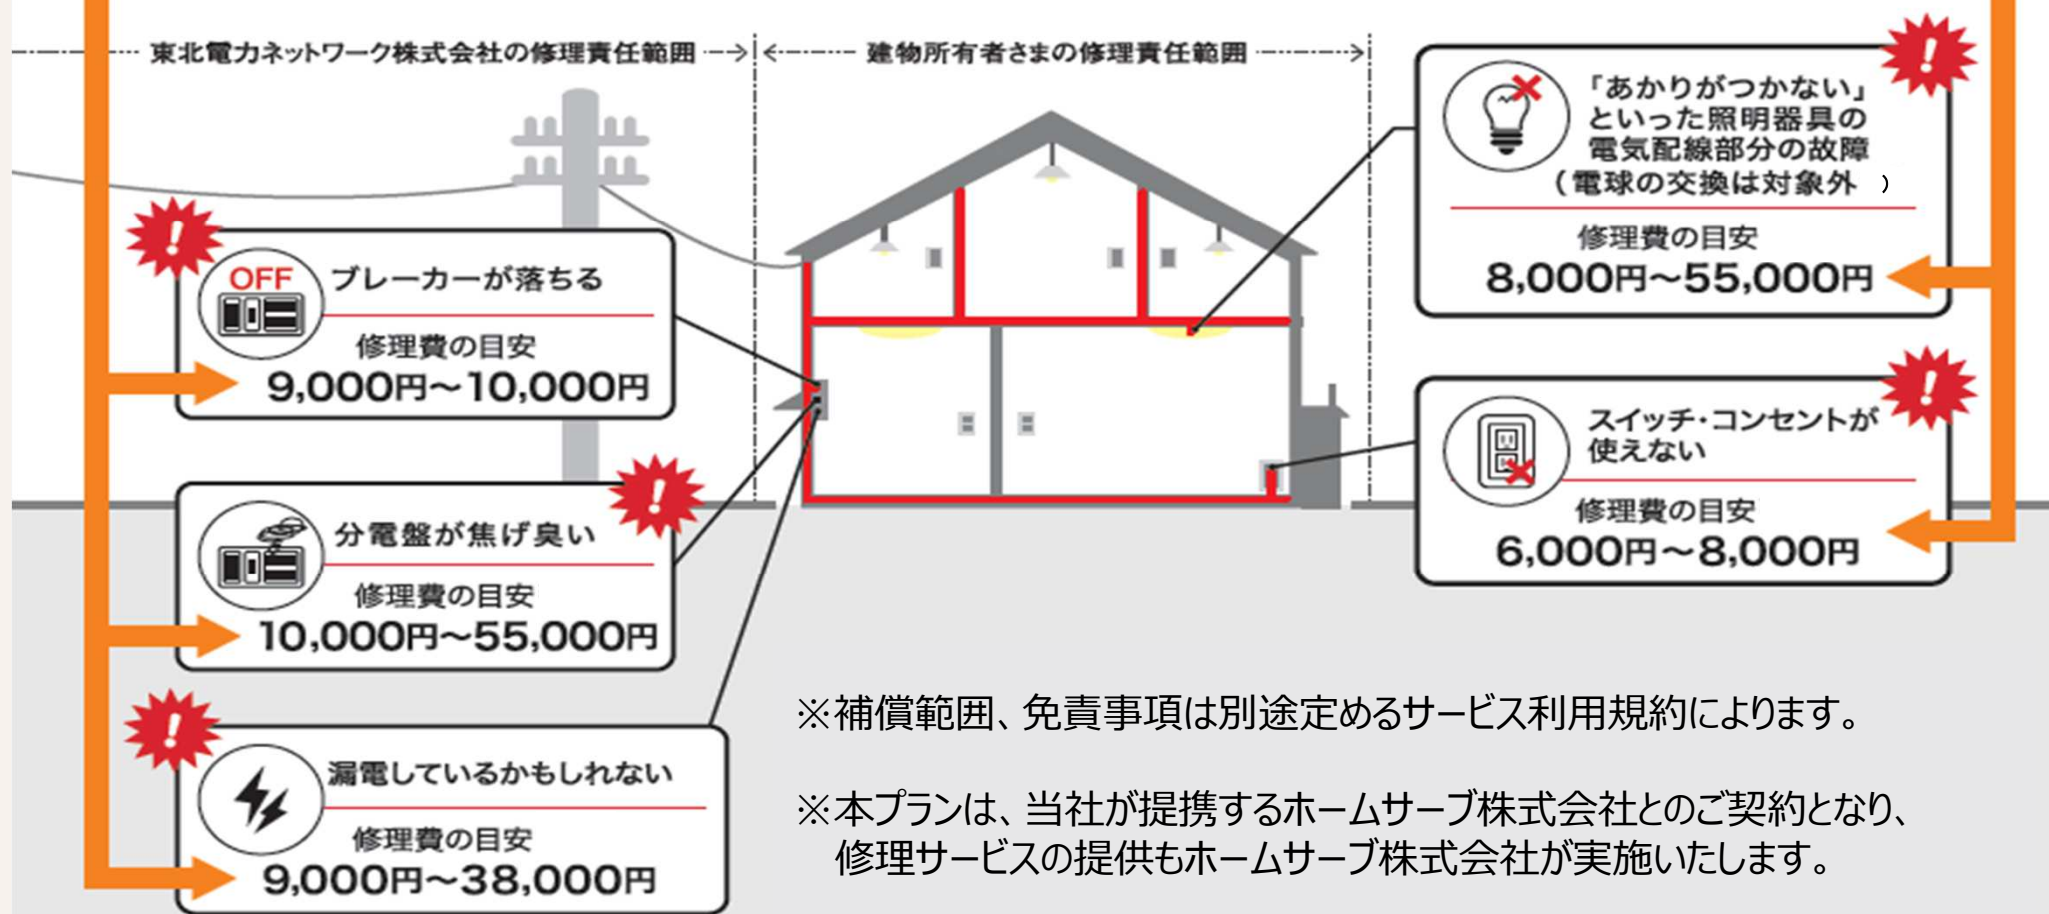 東北電力ネットワーク株式会社の修理責任範囲
建物所有者さまの修理責任範囲
OFF
ブレーカーが落ちる
修理費の目安
9,000円～10,000円
分電盤が焦げ臭い
修理費の目安
10,000円～55,000円
漏電しているかもしれない
修理費の目安
9,000円～38,000円
「あかりがつかない」
といった照明器具の
電気配線部分の故障
（電球の交換は対象外 ）
修理費の目安
8,000円～55,000円
スイッチ・コンセントが
使えない
修理費の目安
6,000円～8,000円
※補償範囲、免責事項は別途定めるサービス利用規約によります。
※本プランは、当社が提携するホームサーブ株式会社とのご契約となり、
修理サービスの提供もホームサーブ株式会社が実施いたします。